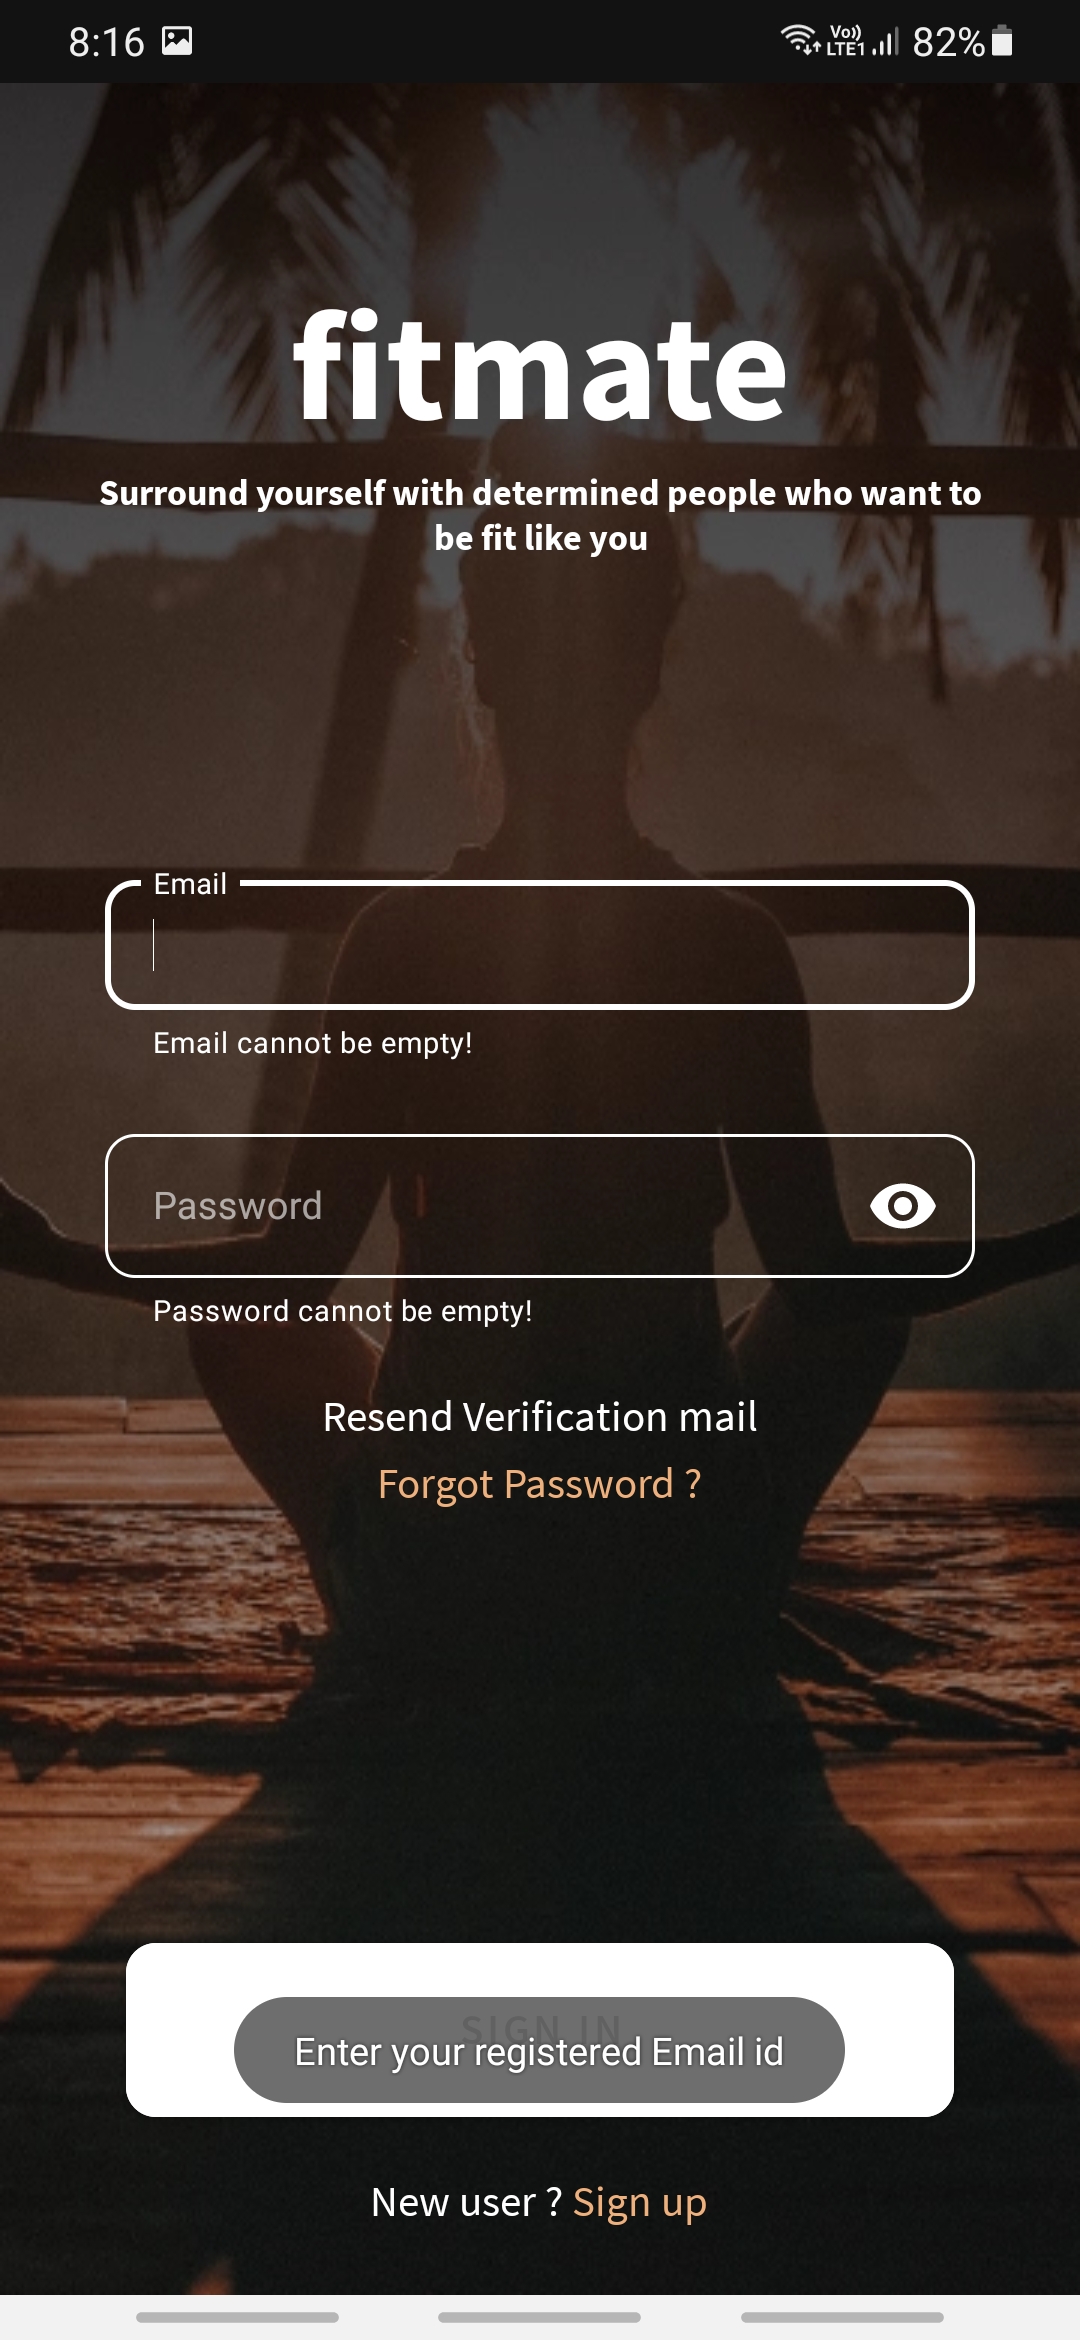 8:16
Vo)) LTE1 82%
fitmate
Surround yourself with determined people who want to
be fit like you
Email
Email cannot be empty!
Password
Password cannot be empty!
Resend Verification mail
Forgot Password ?
SIGN IN
Enter your registered Email id
New user ? Sign up